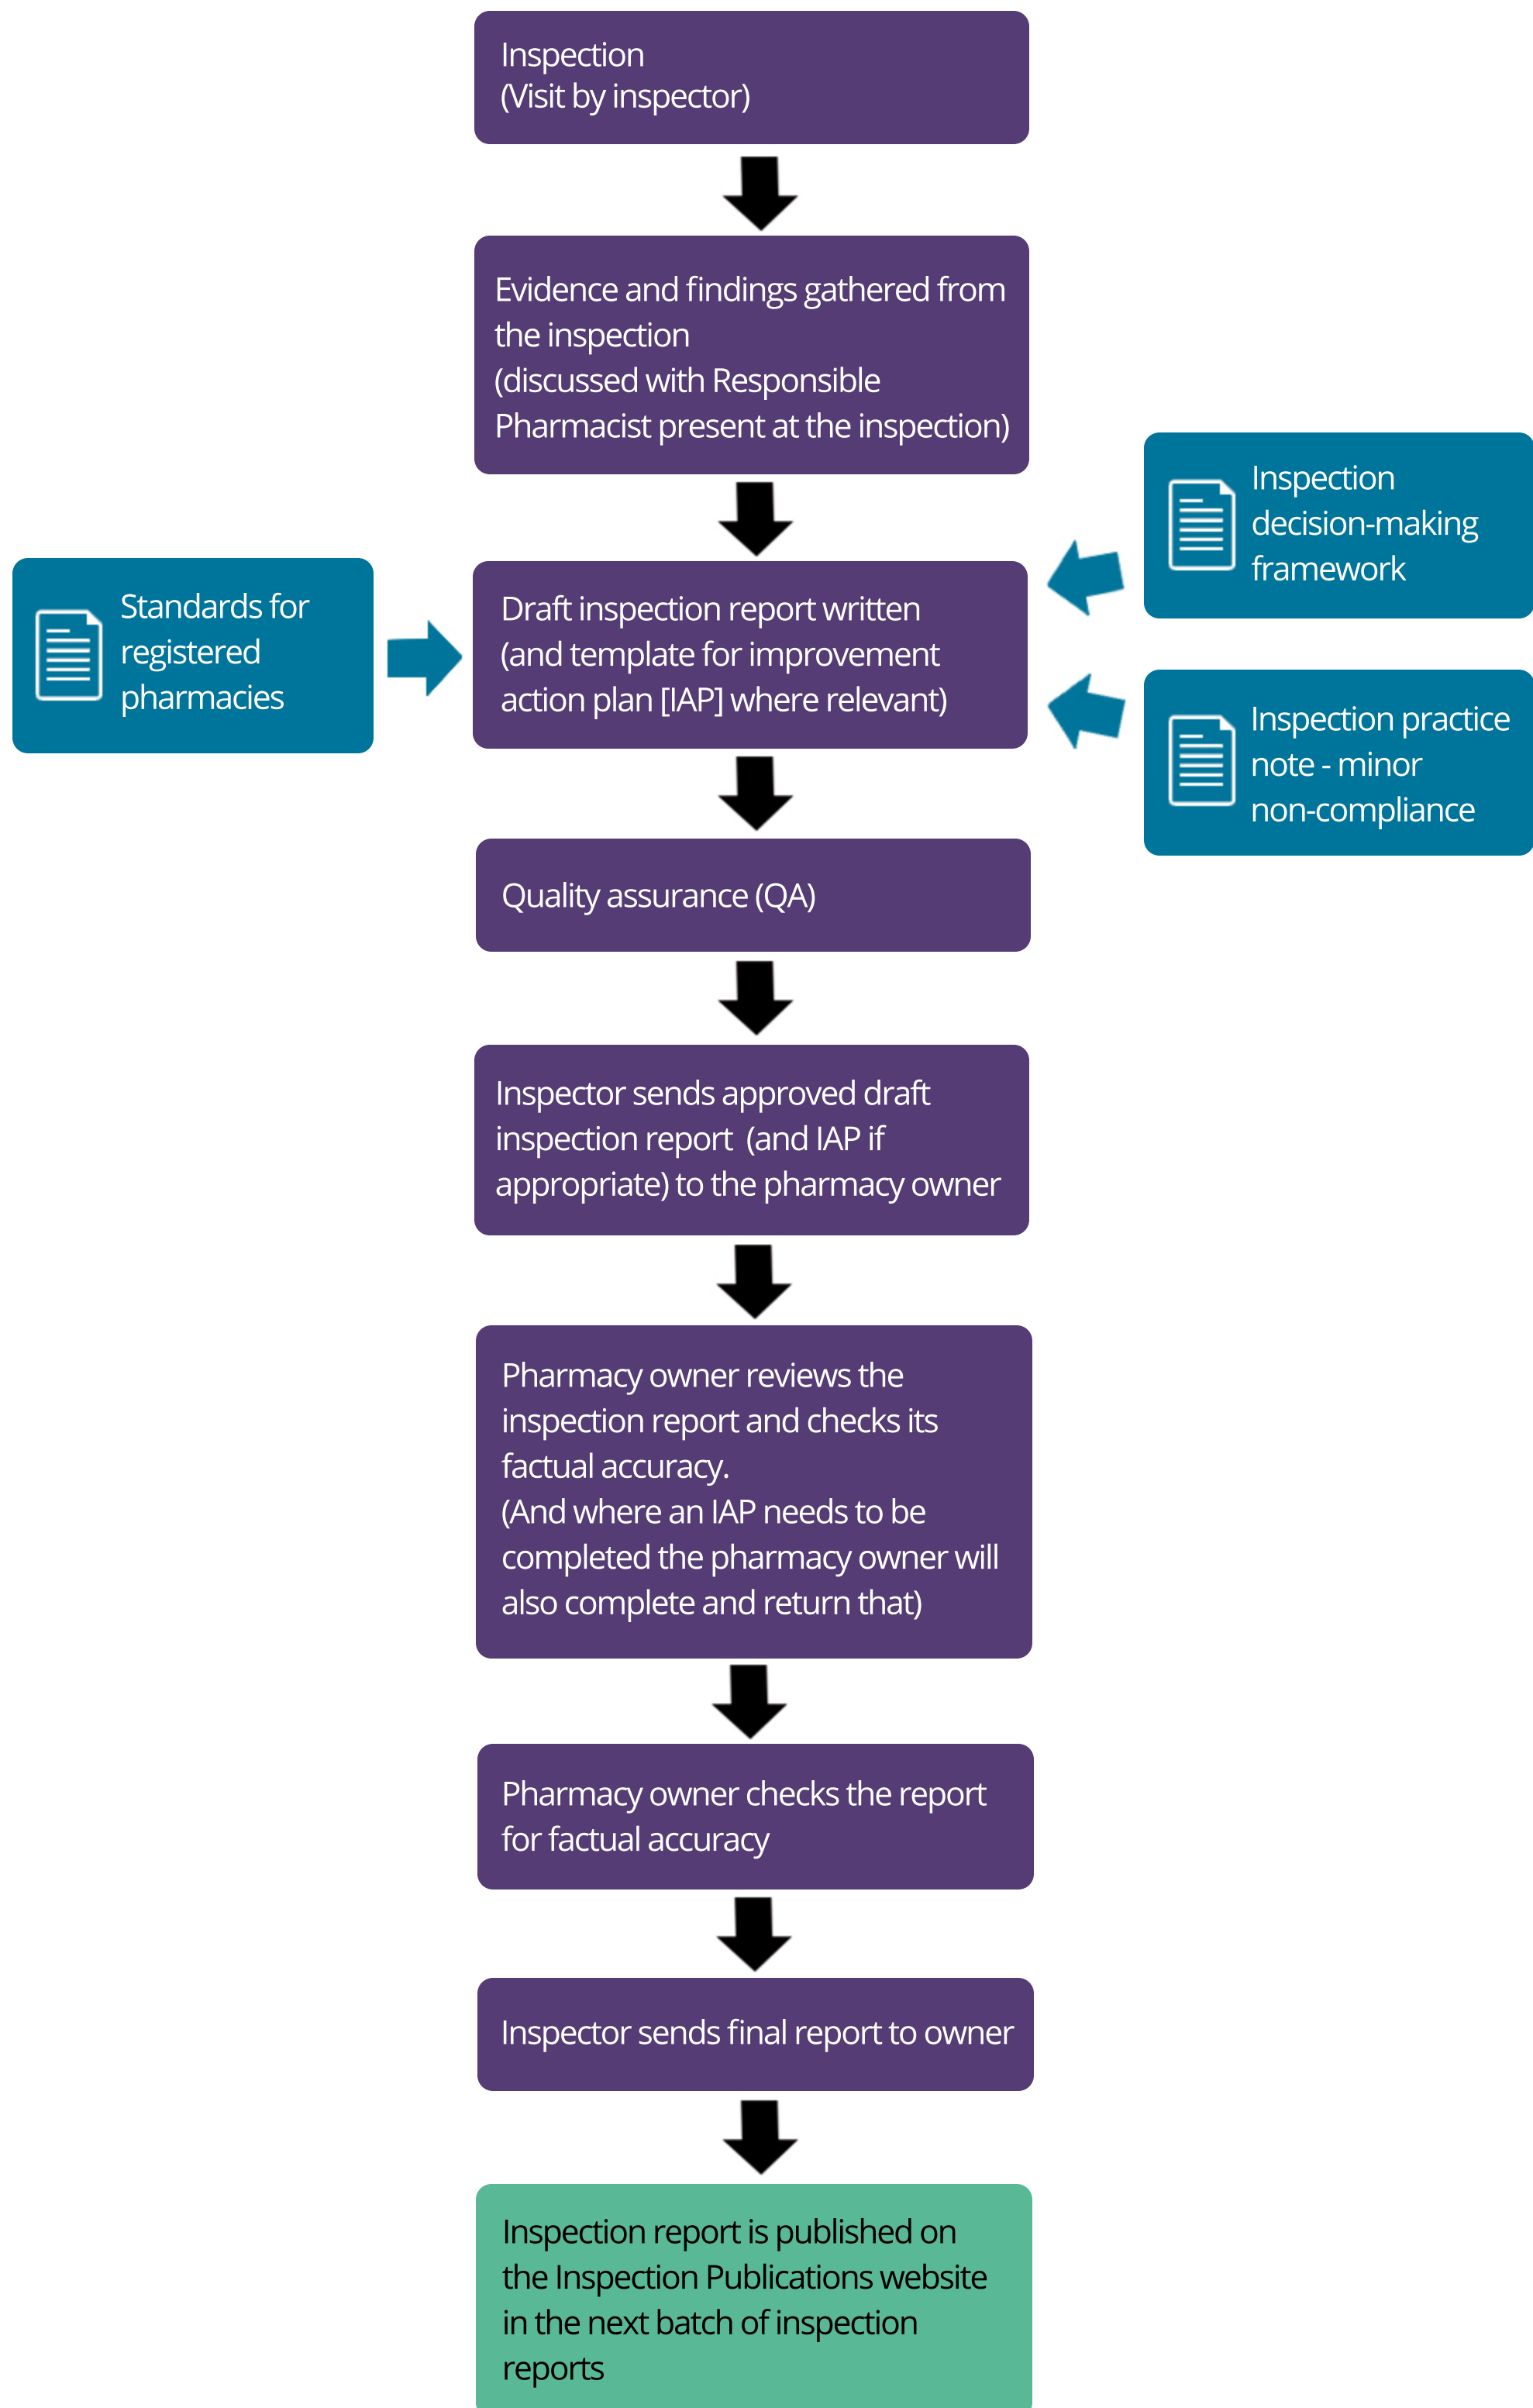 Inspection
(Visit by inspector)
Evidence and findings gathered from
the inspection
(discussed with Responsible
Pharmacist present at the inspection)
Inspection
decision-making
framework
Standards for
registered
pharmacies
Draft inspection report written
(and template for improvement
action plan [IAP] where relevant)
Inspection practice
note - minor
non-compliance
Quality assurance (QA)
Inspector sends approved draft
inspection report  (and IAP if
appropriate) to the pharmacy owner
Pharmacy owner reviews the
inspection report and checks its
factual accuracy.
(And where an IAP needs to be
completed the pharmacy owner will
also complete and return that)
Pharmacy owner checks the report
for factual accuracy
Inspector sends final report to owner
Inspection report is published on
the Inspection Publications website
in the next batch of inspection
reports